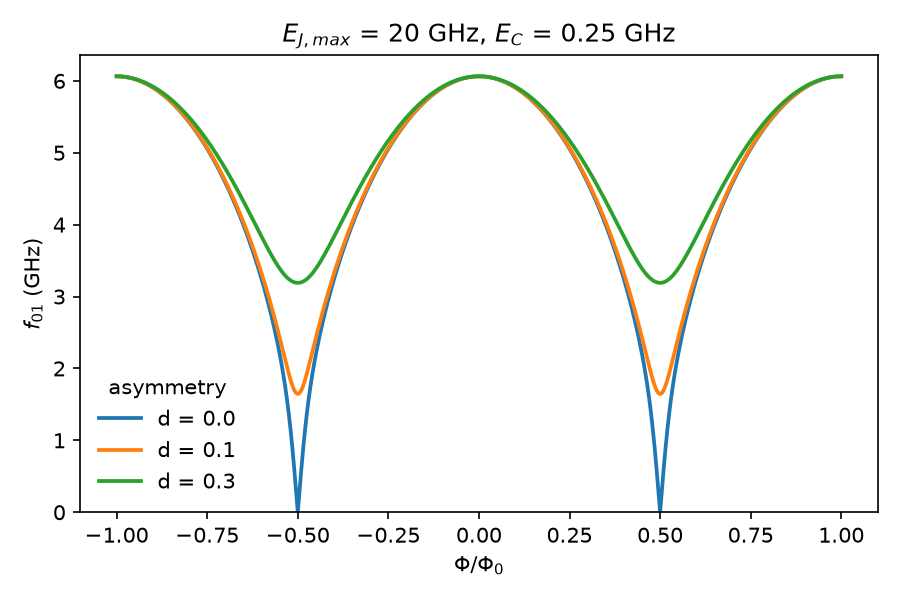 E_{J,max} = 20 GHz, E_C = 0.25 GHz
f_{01} (GHz)
6
5
4
3
2
1
0
asymmetry
d = 0.0
d = 0.1
d = 0.3
−1.00 −0.75 −0.50 −0.25 0.00 0.25 0.50 0.75 1.00
Φ/Φ_0